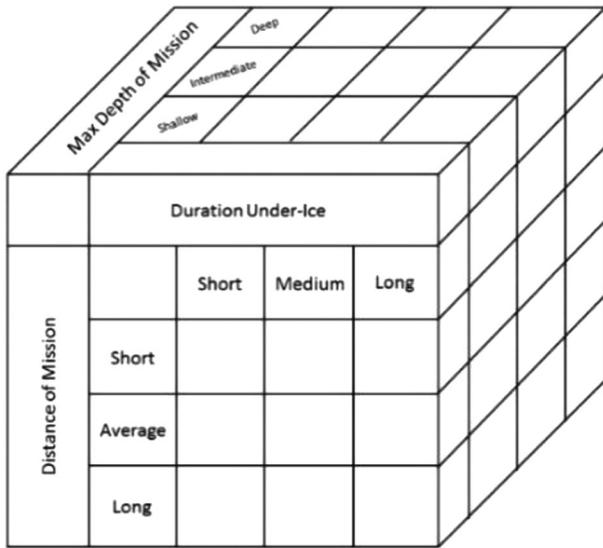 Max Depth of Mission
Deep
Intermediate
Shallow
Duration Under-Ice
Short Medium Long
Distance of Mission
Short
Average
Long